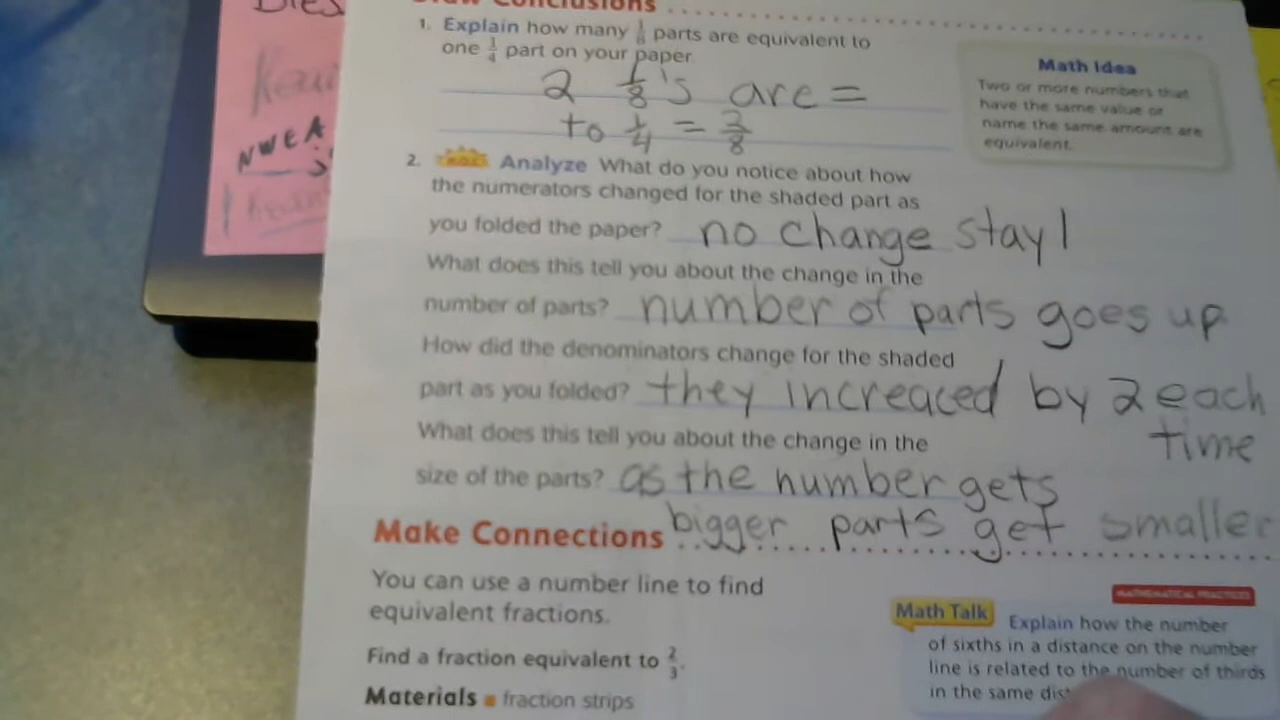 Draw Conclusions
1. Explain how many 1/8 parts are equivalent to
one 1/4 part on your paper.
2 1/8's are =
to 1/4 = 2/8
Math Idea
Two or more numbers that
have the same value or
name the same amount are
equivalent.
2. Analyze What do you notice about how
the numerators changed for the shaded part as
you folded the paper? no change stay 1
What does this tell you about the change in the
number of parts? number of parts goes up
How did the denominators change for the shaded
part as you folded? they increaced by 2 each
time
What does this tell you about the change in the
size of the parts? as the number gets
bigger parts get smaller
Make Connections
You can use a number line to find
equivalent fractions.
Find a fraction equivalent to 2/3.
Materials ■ fraction strips
MATHEMATICAL PRACTICES
Math Talk Explain how the number
of sixths in a distance on the number
line is related to the number of thirds
in the same
NWEA